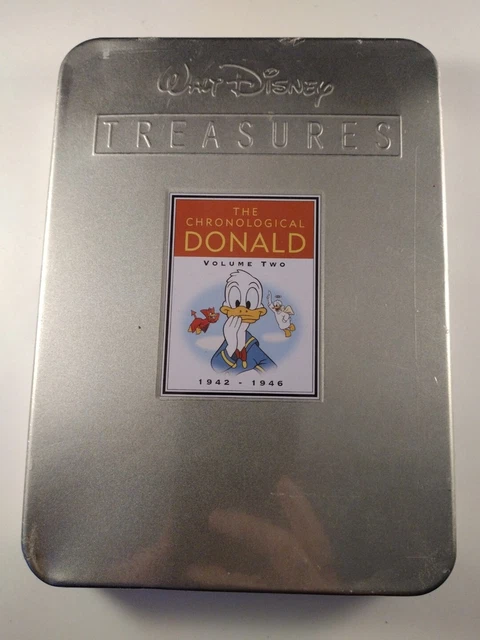 Walt Disney
TREASURES
THE
CHRONOLOGICAL
DONALD
VOLUME TWO
1942 - 1946